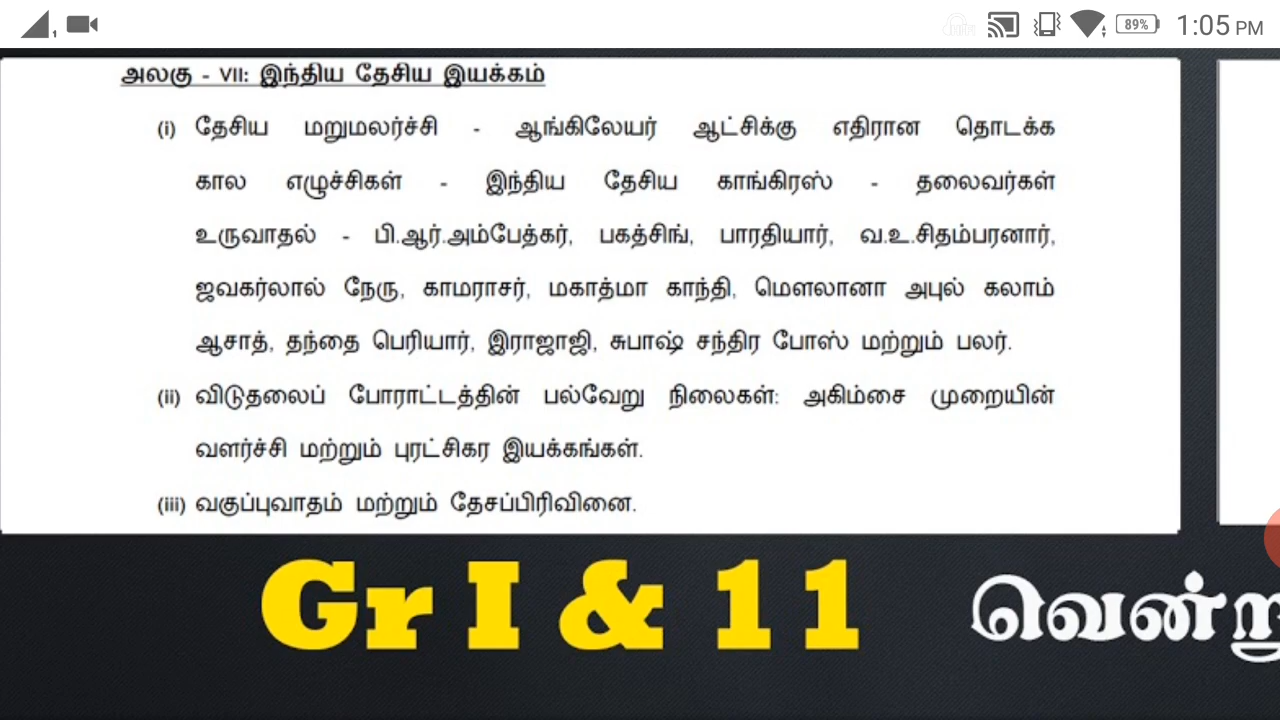 89%
1:05 PM
அலகு - VII: இந்திய தேசிய இயக்கம்
(i) தேசிய மறுமலர்ச்சி - ஆங்கிலேயர் ஆட்சிக்கு எதிரான தொடக்க
கால எழுச்சிகள் - இந்திய தேசிய காங்கிரஸ் - தலைவர்கள்
உருவாதல் - பி.ஆர்.அம்பேத்கர், பகத்சிங், பாரதியார், வ.உ.சிதம்பரனார்,
ஜவகர்லால் நேரு, காமராசர், மகாத்மா காந்தி, மௌலானா அபுல் கலாம்
ஆசாத், தந்தை பெரியார், இராஜாஜி, சுபாஷ் சந்திர போஸ் மற்றும் பலர்.
(ii) விடுதலைப் போராட்டத்தின் பல்வேறு நிலைகள்: அகிம்சை முறையின்
வளர்ச்சி மற்றும் புரட்சிகர இயக்கங்கள்.
(iii) வகுப்புவாதம் மற்றும் தேசப்பிரிவினை.
Gr I & 11 வென்று